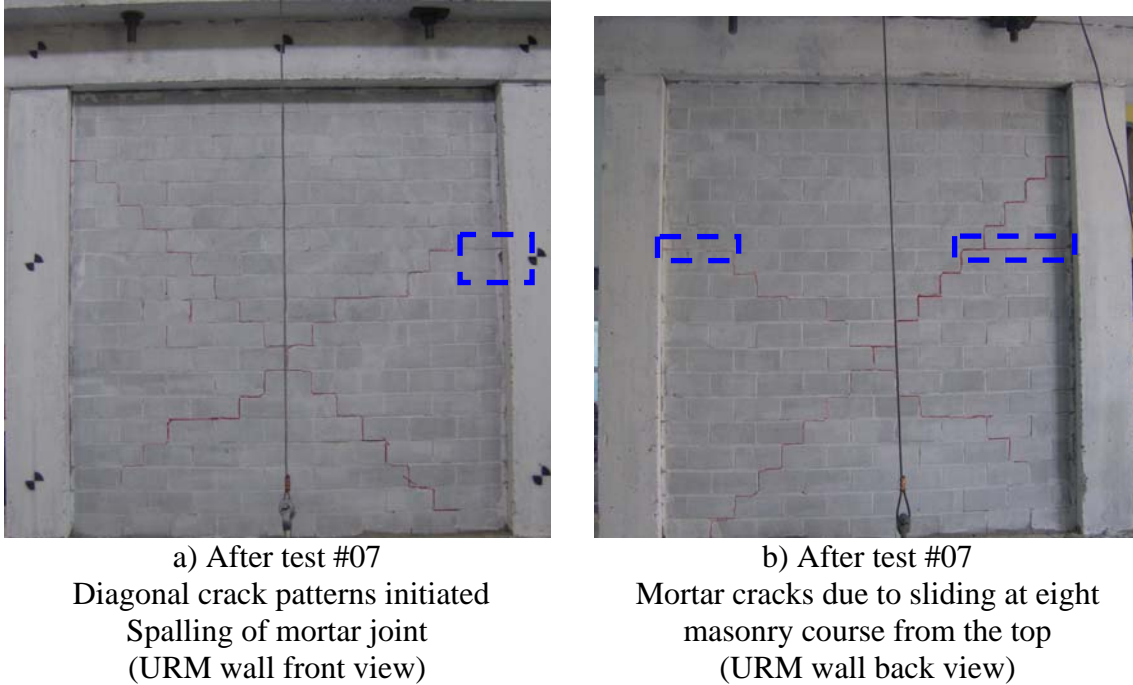 a) After test #07
Diagonal crack patterns initiated
Spalling of mortar joint
(URM wall front view)
b) After test #07
Mortar cracks due to sliding at eight
masonry course from the top
(URM wall back view)